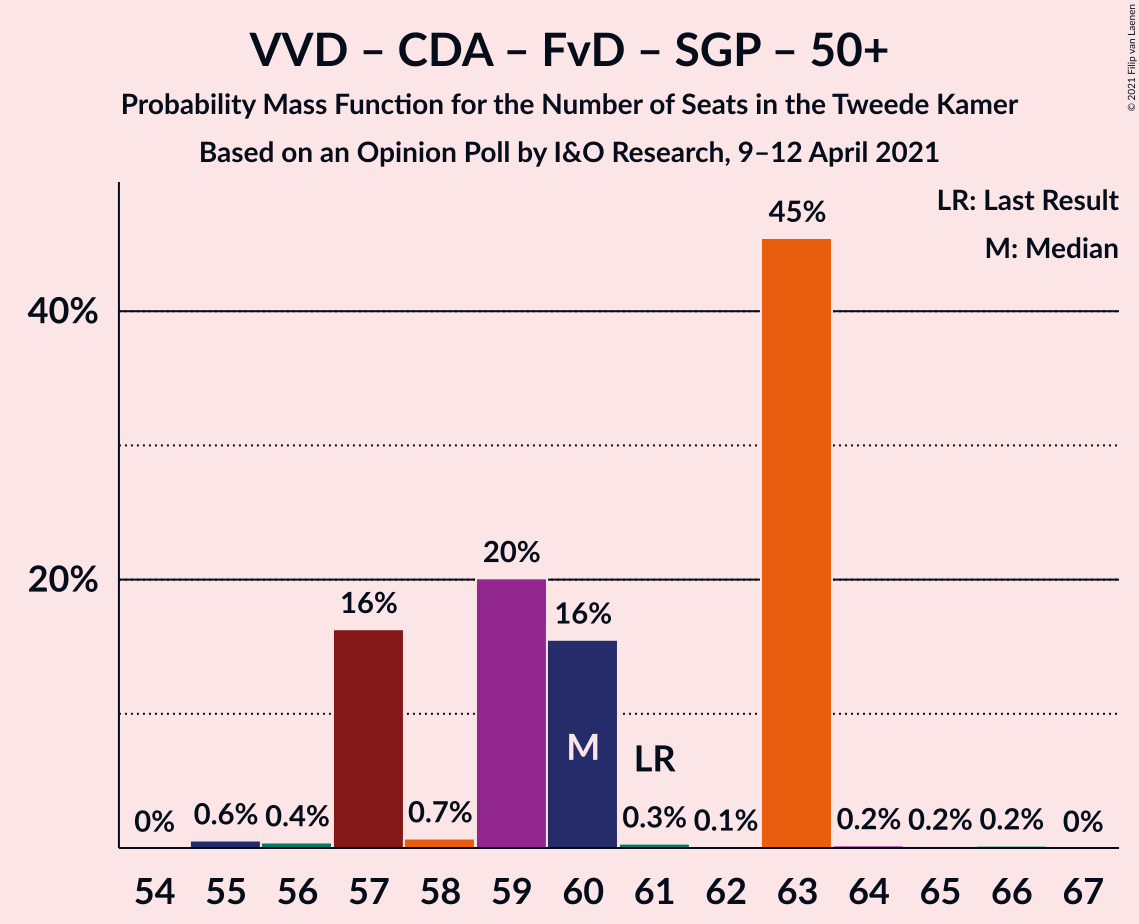 VVD – CDA – FvD – SGP – 50+
Probability Mass Function for the Number of Seats in the Tweede Kamer
Based on an Opinion Poll by I&O Research, 9–12 April 2021
© 2021 Filip van Laenen
LR: Last Result
M: Median
45%
40%
20%
20%
16%
16%
M
LR
0%
0.6%
0.4%
0.7%
0.3%
0.1%
0.2%
0.2%
0.2%
0%
54 55 56 57 58 59 60 61 62 63 64 65 66 67